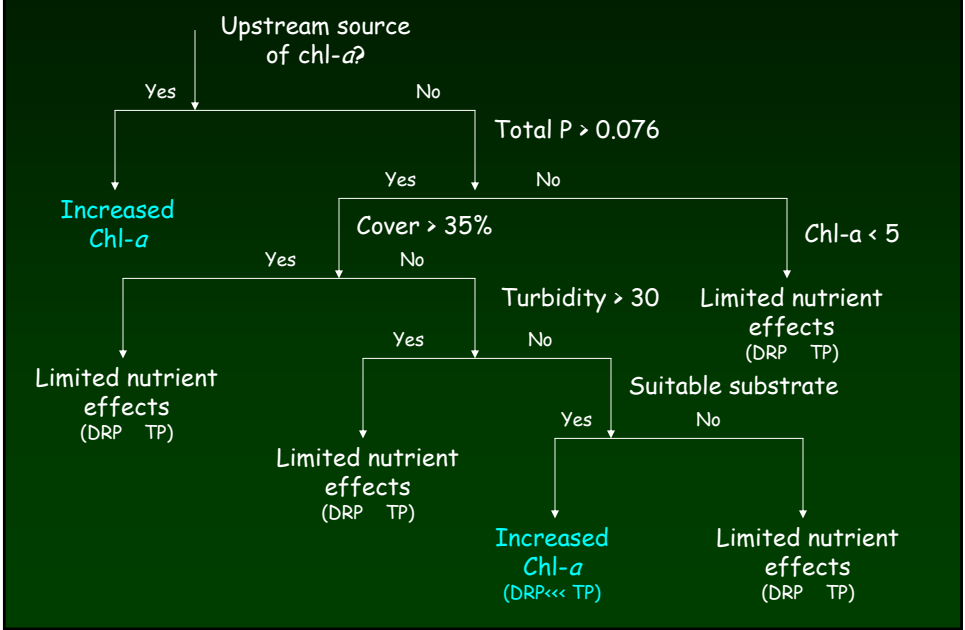 Upstream source
of chl-a?
Yes
No
Total P > 0.076
Increased
Chl-a
Yes
No
Cover > 35%
Chl-a < 5
Yes
No
Turbidity > 30
Limited nutrient
effects
(DRP TP)
Yes
No
Limited nutrient
effects
(DRP TP)
Suitable substrate
Yes
No
Limited nutrient
effects
(DRP TP)
Increased
Chl-a
(DRP<<< TP)
Limited nutrient
effects
(DRP TP)